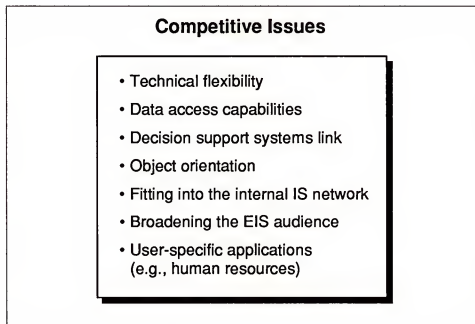 Competitive Issues
• Technical flexibility
• Data access capabilities
• Decision support systems link
• Object orientation
• Fitting into the internal IS network
• Broadening the EIS audience
• User-specific applications
(e.g., human resources)